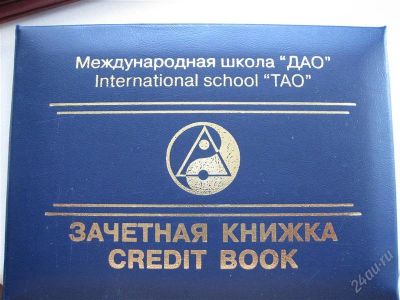 Международная школа "ДАО"
International school "TAO"
ЗАЧЕТНАЯ КНИЖКА
CREDIT BOOK
24au.ru